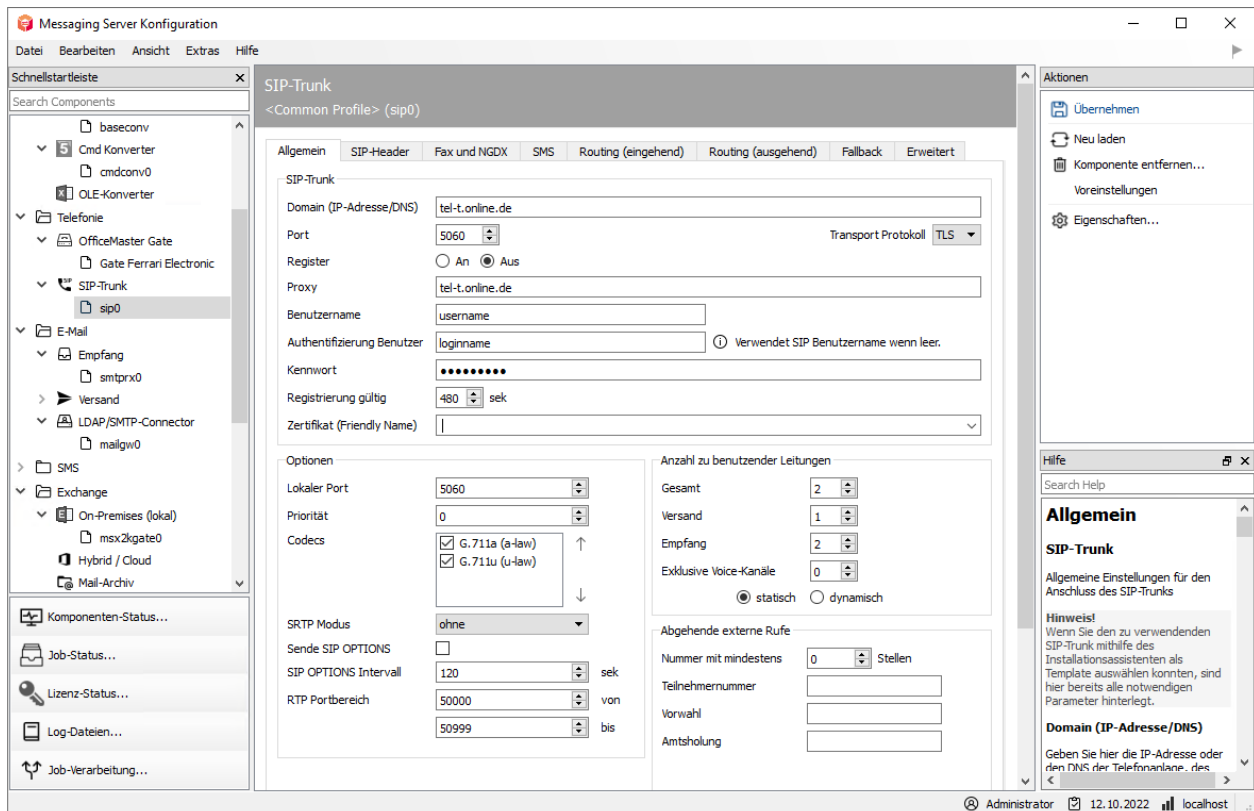 Messaging Server Konfiguration
Datei Bearbeiten Ansicht Extras Hilfe
Schnellstartleiste
Search Components
baseconv
5 Cmd Konverter
cmdconv0
OLE-Konverter
Telefonie
OfficeMaster Gate
Gate Ferrari Electronic
SIP SIP-Trunk
sip0
E-Mail
Empfang
smtprx0
Versand
LDAP/SMTP-Connector
mailgw0
SMS
Exchange
On-Premises (lokal)
msx2kgate0
Hybrid / Cloud
Mail-Archiv
Komponenten-Status...
Job-Status...
Lizenz-Status...
Log-Dateien...
Job-Verarbeitung...
SIP-Trunk
<Common Profile> (sip0)
Allgemein SIP-Header Fax und NGDX SMS Routing (eingehend) Routing (ausgehend) Fallback Erweitert
SIP-Trunk
Domain (IP-Adresse/DNS) tel-t.online.de
Port 5060 Transport Protokoll TLS
Register An Aus
Proxy tel-t.online.de
Benutzername username
Authentifizierung Benutzer loginname Verwendet SIP Benutzername wenn leer.
Kennwort ●●●●●●●●●
Registrierung gültig 480 sek
Zertifikat (Friendly Name)
Optionen
Lokaler Port 5060
Priorität 0
Codecs G.711a (a-law)
G.711u (u-law)
SRTP Modus ohne
Sende SIP OPTIONS
SIP OPTIONS Intervall 120 sek
RTP Portbereich 50000 von
50999 bis
Anzahl zu benutzender Leitungen
Gesamt 2
Versand 1
Empfang 2
Exklusive Voice-Kanäle 0
statisch dynamisch
Abgehende externe Rufe
Nummer mit mindestens 0 Stellen
Teilnehmernummer
Vorwahl
Amtsholung
Aktionen
Übernehmen
Neu laden
Komponente entfernen...
Voreinstellungen
Eigenschaften...
Hilfe
Search Help
Allgemein
SIP-Trunk
Allgemeine Einstellungen für den
Anschluss des SIP-Trunks
Hinweis!
Wenn Sie den zu verwendenden
SIP-Trunk mithilfe des
Installationsassistenten als
Template auswählen konnten, sind
hier bereits alle notwendigen
Parameter hinterlegt.
Domain (IP-Adresse/DNS)
Geben Sie hier die IP-Adresse oder
den DNS der Telefonanlage, des
Administrator 12.10.2022 localhost